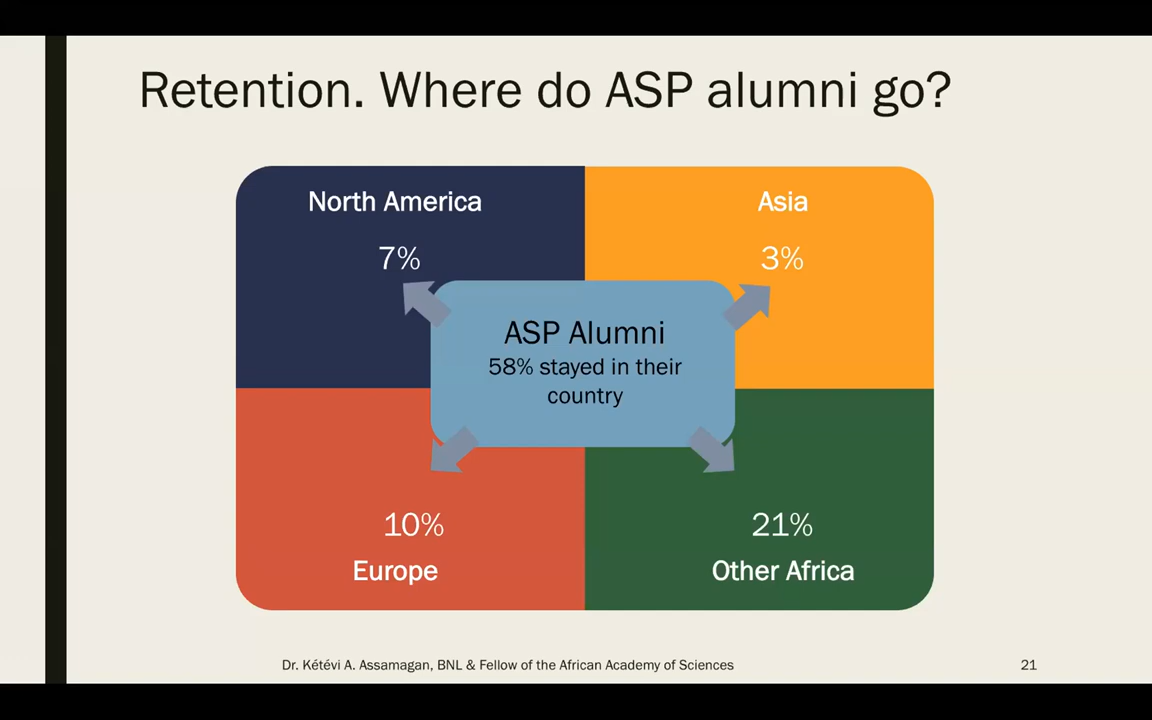 Retention. Where do ASP alumni go?
North America
7%
Asia
3%
ASP Alumni
58% stayed in their
country
10%
Europe
21%
Other Africa
Dr. Kétévi A. Assamagan, BNL & Fellow of the African Academy of Sciences
21